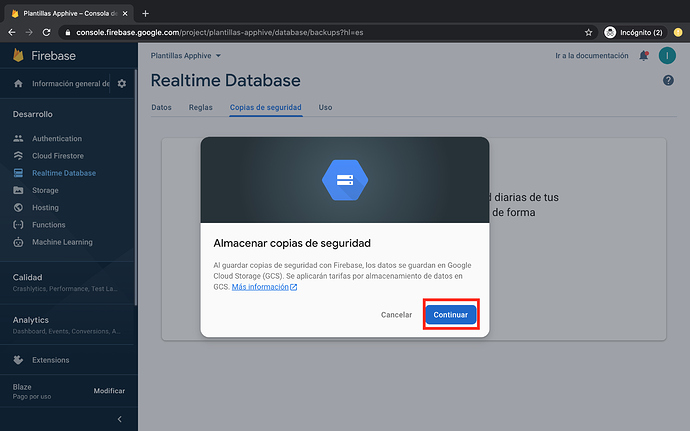 Plantillas Apphive – Consola de
console.firebase.google.com/project/plantillas-apphive/database/backups?hl=es
Incógnito (2)
Firebase
Plantillas Apphive
Ir a la documentación
I
Información general de
Realtime Database
Datos
Reglas
Copias de seguridad
Uso
Desarrollo
Authentication
Cloud Firestore
Realtime Database
Storage
Hosting
Functions
Machine Learning
d diarias de tus
de forma
Almacenar copias de seguridad
Al guardar copias de seguridad con Firebase, los datos se guardan en Google
Cloud Storage (GCS). Se aplicarán tarifas por almacenamiento de datos en
GCS. Más información
Cancelar
Continuar
Calidad
Crashlytics, Performance, Test La...
Analytics
Dashboard, Events, Conversions, A...
Extensions
Blaze
Pago por uso
Modificar